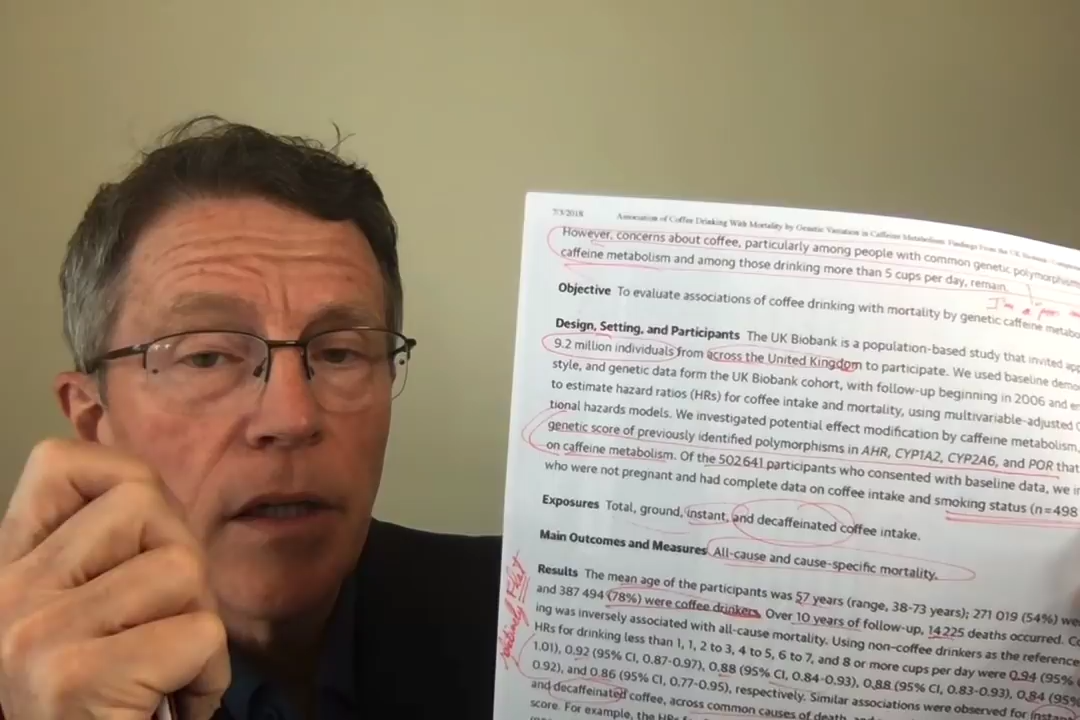 7/3/2018 Association of Coffee Drinking With Mortality by Genetic Variation in Caffeine Metabolism: Findings From the UK Biobank
However, concerns about coffee, particularly among people with common genetic polymorphisms
caffeine metabolism and among those drinking more than 5 cups per day, remain.
I'm a
Objective To evaluate associations of coffee drinking with mortality by genetic caffeine metabo
Design, Setting, and Participants The UK Biobank is a population-based study that invited app
9.2 million individuals from across the United Kingdom to participate. We used baseline demo
style, and genetic data form the UK Biobank cohort, with follow-up beginning in 2006 and en
to estimate hazard ratios (HRs) for coffee intake and mortality, using multivariable-adjusted C
tional hazards models. We investigated potential effect modification by caffeine metabolism,
genetic score of previously identified polymorphisms in AHR, CYP1A2, CYP2A6, and POR that
on caffeine metabolism. Of the 502 641 participants who consented with baseline data, we in
who were not pregnant and had complete data on coffee intake and smoking status (n = 498
Exposures Total, ground, instant, and decaffeinated coffee intake.
Main Outcomes and Measures All-cause and cause-specific mortality.
Results The mean age of the participants was 57 years (range, 38-73 years); 271 019 (54%) we
and 387 494 (78%) were coffee drinkers. Over 10 years of follow-up, 14 225 deaths occurred. Co
ing was inversely associated with all-cause mortality. Using non-coffee drinkers as the reference
HRs for drinking less than 1, 1, 2 to 3, 4 to 5, 6 to 7, and 8 or more cups per day were 0.94 (95%
1.01), 0.92 (95% CI, 0.87-0.97), 0.88 (95% CI, 0.84-0.93), 0.88 (95% CI, 0.83-0.93), 0.84 (95%
0.92), and 0.86 (95% CI, 0.77-0.95), respectively. Similar associations were observed for instant
and decaffeinated coffee, across common causes of death, and
score. For example, the HRs
Flat